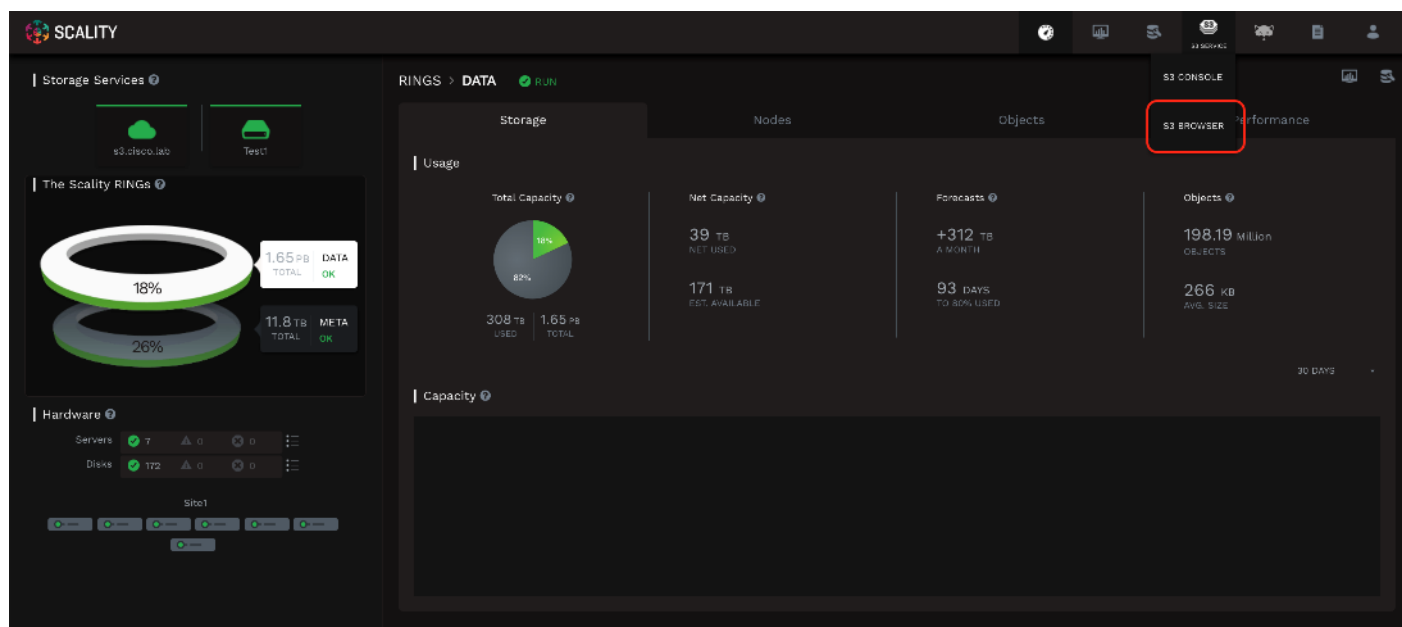 SCALITY
S3 SERVICE
S3 CONSOLE
S3 BROWSER
Storage Services
s3.cisco.lab
Test1
The Scality RINGs
18%
1.65 PB DATA
TOTAL OK
26%
11.8 TB META
TOTAL OK
Hardware
Servers 7 0 0
Disks 172 0 0
Site1
RINGS > DATA RUN
Storage Nodes Objects Performance
Usage
Total Capacity
18%
82%
308 TB 1.65 PB
USED TOTAL
Net Capacity
39 TB
NET USED
171 TB
EST. AVAILABLE
Forecasts
+312 TB
A MONTH
93 DAYS
TO 80% USED
Objects
198.19 Million
OBJECTS
266 KB
AVG. SIZE
30 DAYS
Capacity